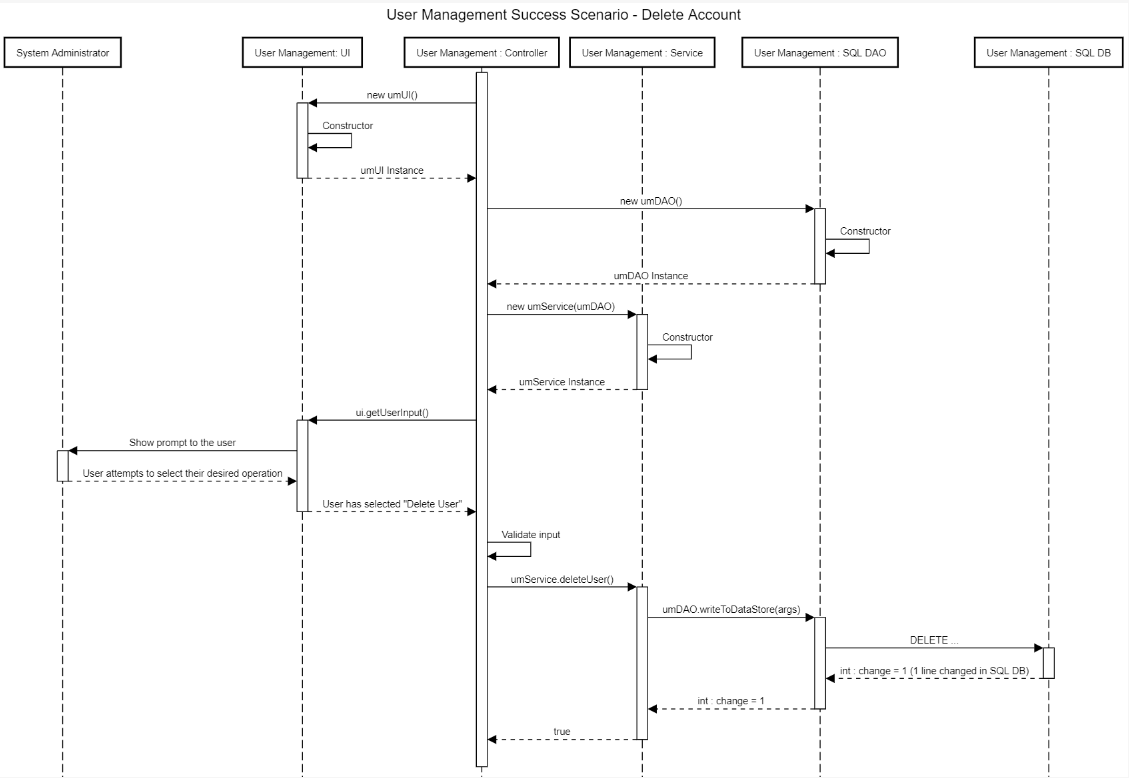 User Management Success Scenario - Delete Account
System Administrator
User Management: UI
User Management : Controller
User Management : Service
User Management : SQL DAO
User Management : SQL DB
new umUI()
Constructor
umUI Instance
new umDAO()
Constructor
umDAO Instance
new umService(umDAO)
Constructor
umService Instance
ui.getUserInput()
Show prompt to the user
User attempts to select their desired operation
User has selected "Delete User"
Validate input
umService.deleteUser()
umDAO.writeToDataStore(args)
DELETE ...
int : change = 1 (1 line changed in SQL DB)
int : change = 1
true